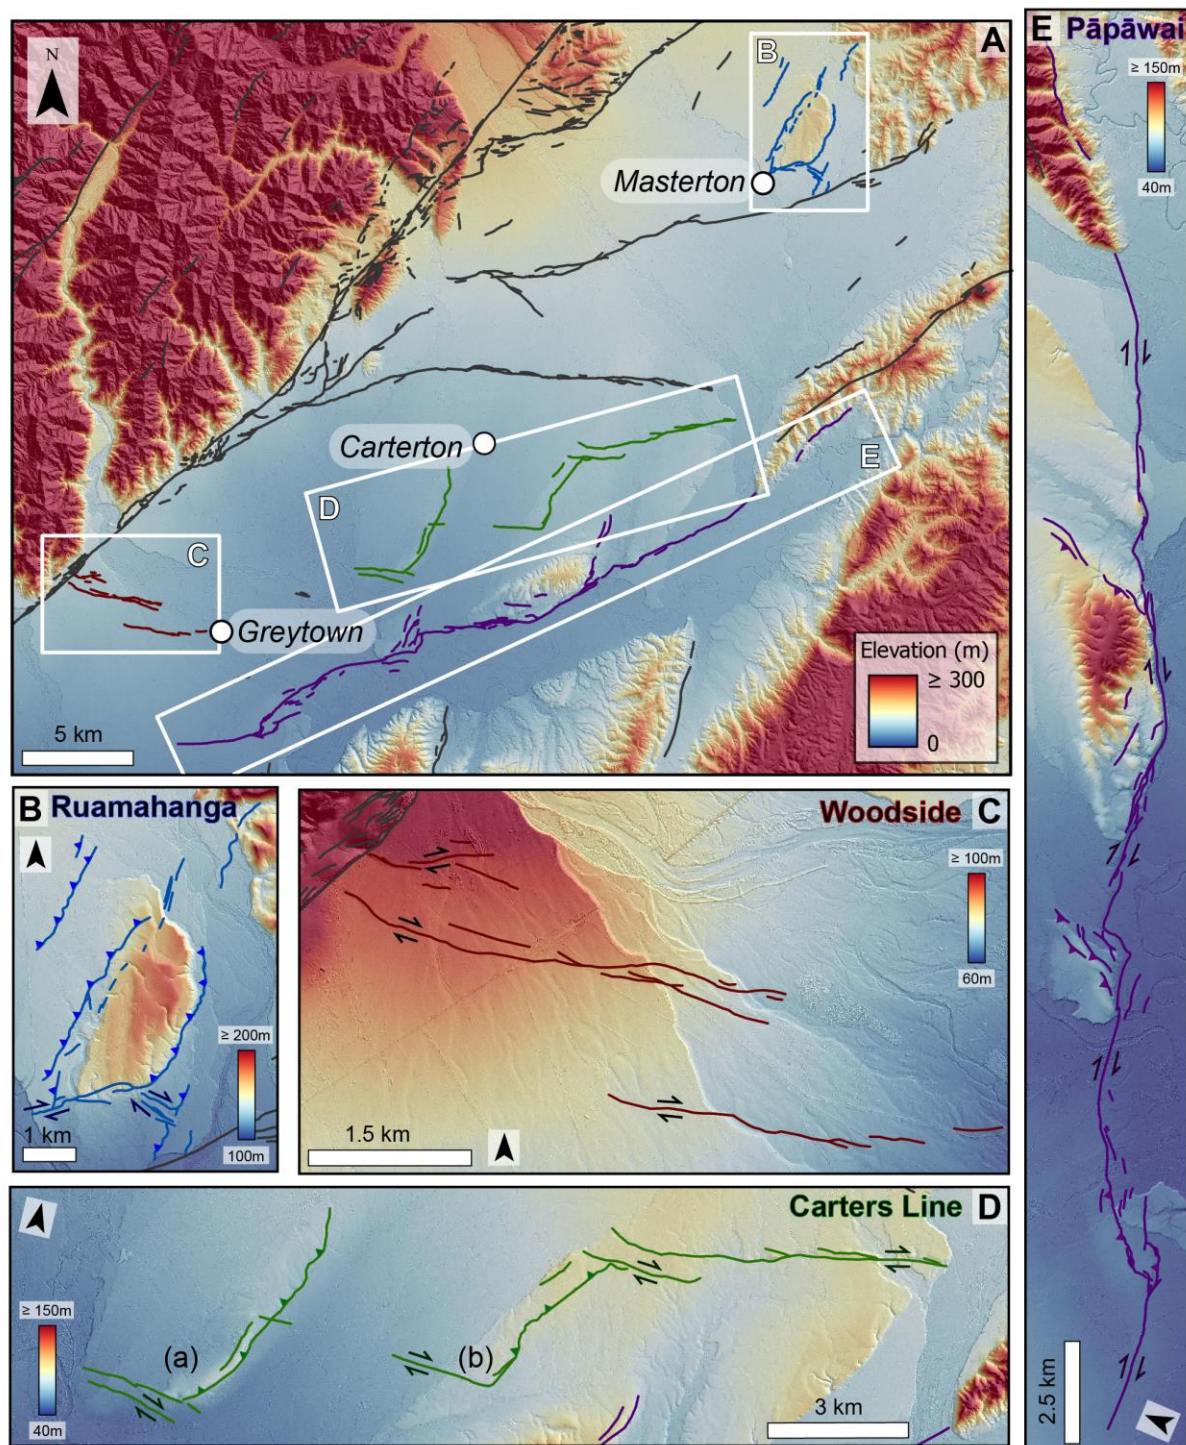 N
A
B
Masterton
Carterton
D
E
C
Greytown
5 km
Elevation (m)
≥ 300
0
B Ruamahanga
≥ 200m
100m
1 km
Woodside C
≥ 100m
60m
1.5 km
Carters Line D
≥ 150m
40m
(a)
(b)
3 km
E Pāpāwai
≥ 150m
40m
2.5 km